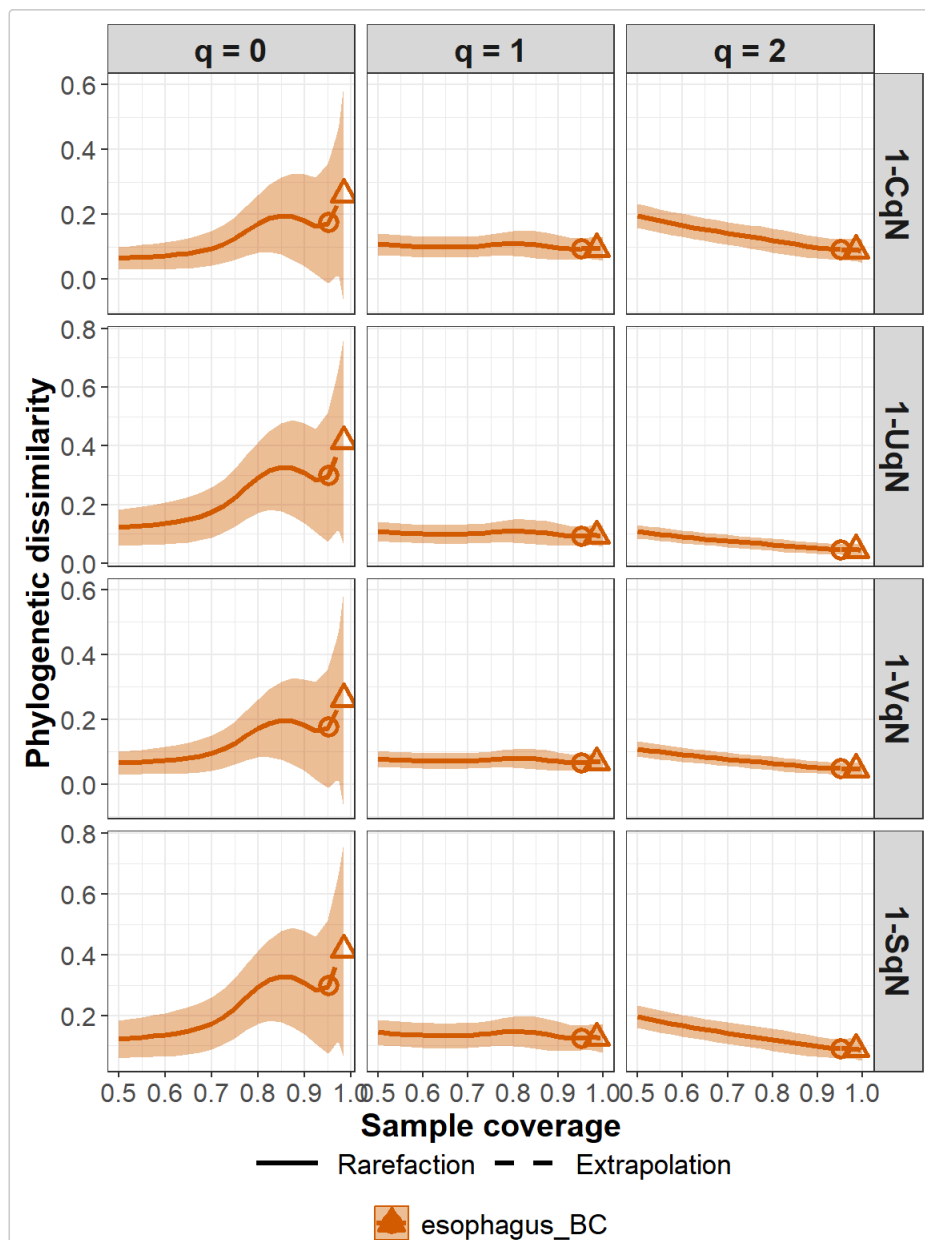 q = 0 q = 1 q = 2
0.6
0.4
0.2
0.0
1-CqN
0.8
0.6
0.4
0.2
0.0
1-UqN
Phylogenetic dissimilarity
0.6
0.4
0.2
0.0
1-VqN
0.8
0.6
0.4
0.2
1-SqN
0.5 0.6 0.7 0.8 0.9 1.0 0.5 0.6 0.7 0.8 0.9 1.0 0.5 0.6 0.7 0.8 0.9 1.0
Sample coverage
Rarefaction Extrapolation
esophagus_BC